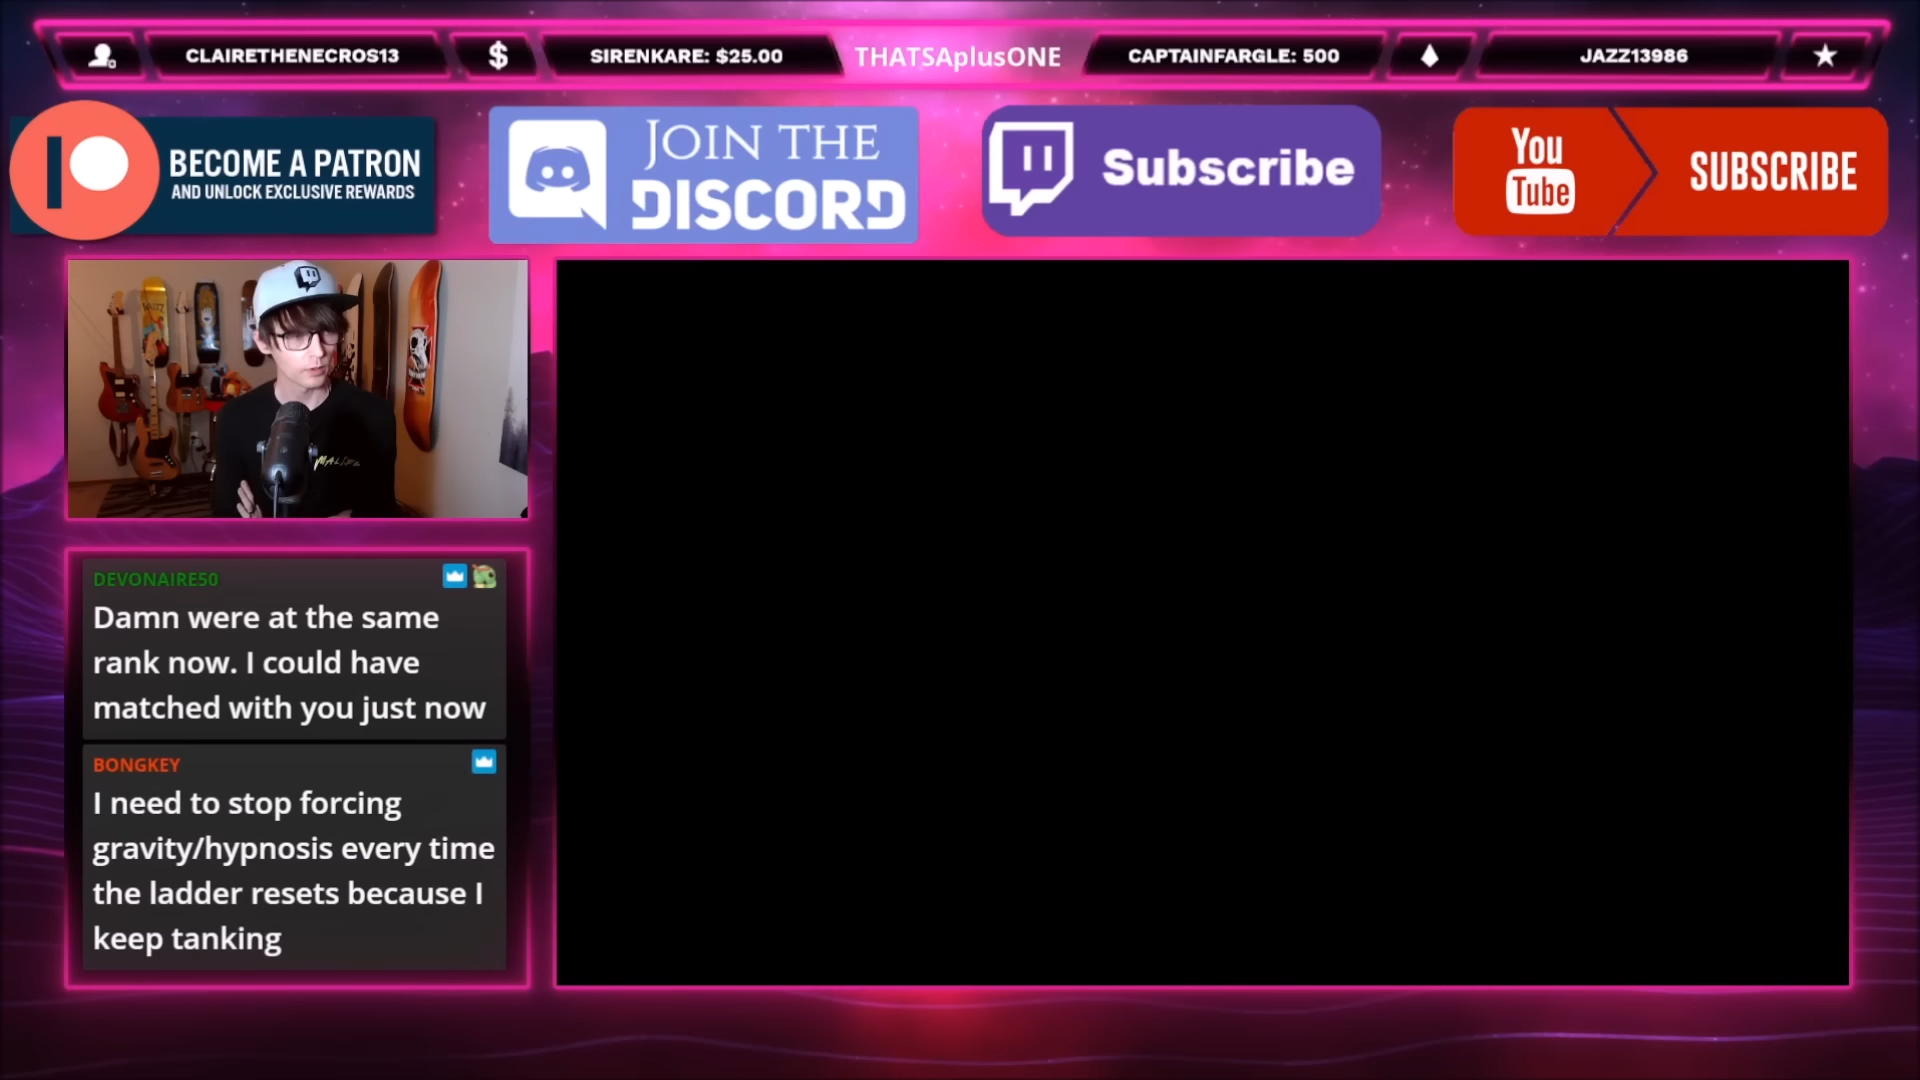 CLAIRETHENECROS13
$
SIRENKARE: $25.00
THATSAplusONE
CAPTAINFARGLE: 500
JAZZ13986
BECOME A PATRON
AND UNLOCK EXCLUSIVE REWARDS
JOIN THE
DISCORD
Subscribe
You
Tube
SUBSCRIBE
DEVONAIRE50
Damn were at the same
rank now. I could have
matched with you just now
BONGKEY
I need to stop forcing
gravity/hypnosis every time
the ladder resets because I
keep tanking